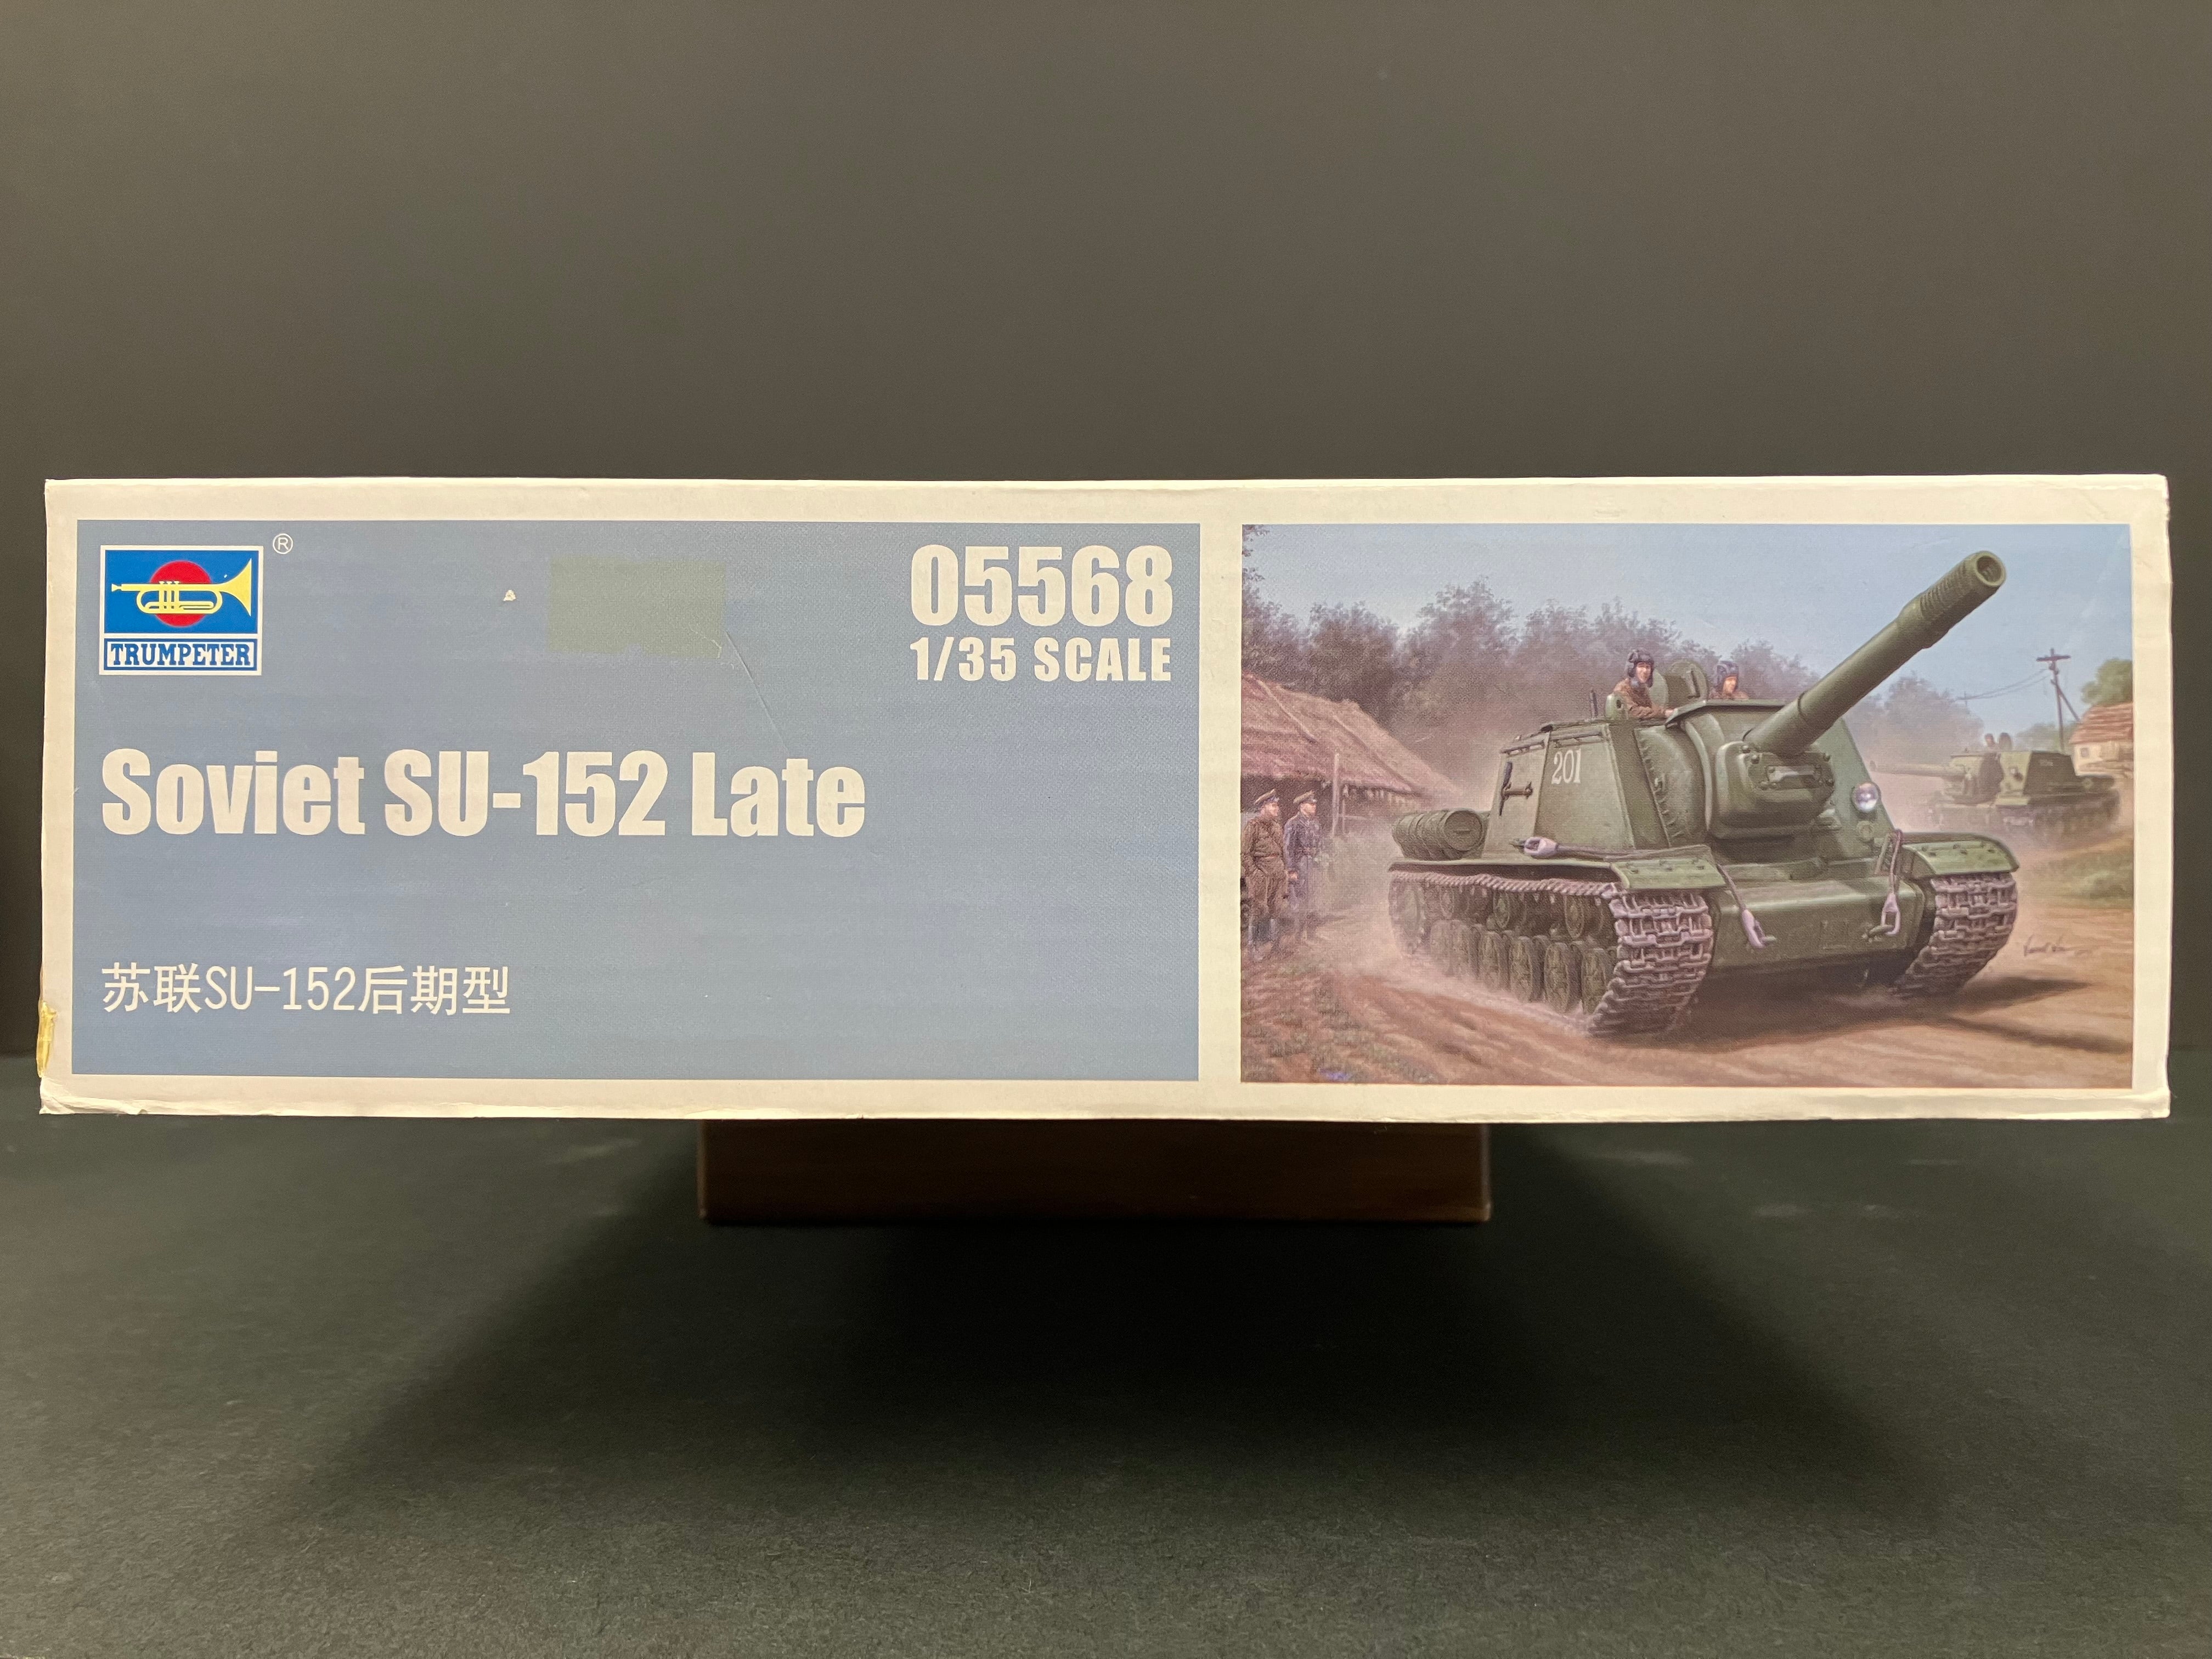 ®
TRUMPETER
05568
1/35 SCALE
Soviet SU-152 Late
苏联SU-152后期型
201